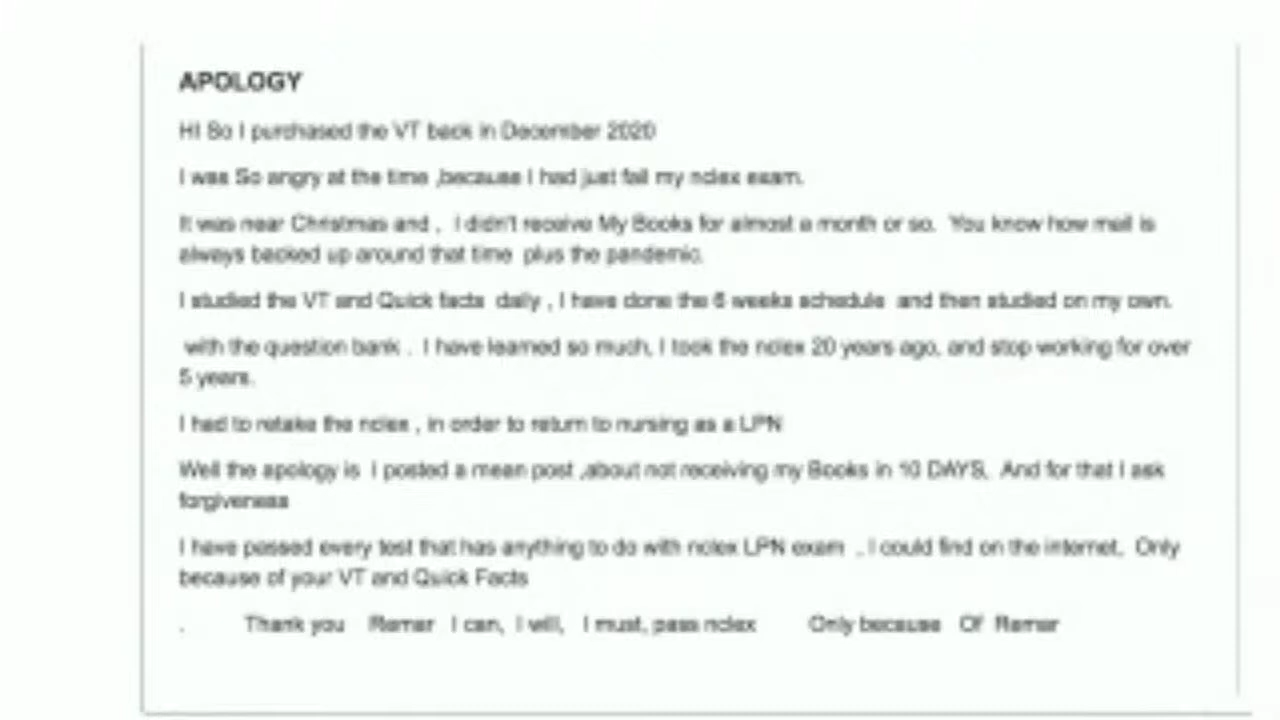 APOLOGY
HI So I purchased the VT back in December 2020
I was So angry at the time ,because I had just fail my nclex exam.
It was near Christmas and , I didn't receive My Books for almost a month or so. You know how mail is
always backed up around that time plus the pandemic.
I studied the VT and Quick facts daily , I have done the 6 weeks schedule and then studied on my own.
with the question bank . I have learned so much, I took the nclex 20 years ago, and stop working for over
5 years.
I had to retake the nclex , in order to return to nursing as a LPN
Well the apology is I posted a mean post ,about not receiving my Books in 10 DAYS, And for that I ask
forgiveness
I have passed every test that has anything to do with nclex LPN exam , I could find on the internet, Only
because of your VT and Quick Facts
. Thank you Remar I can, I will, I must, pass nclex Only because Of Remar